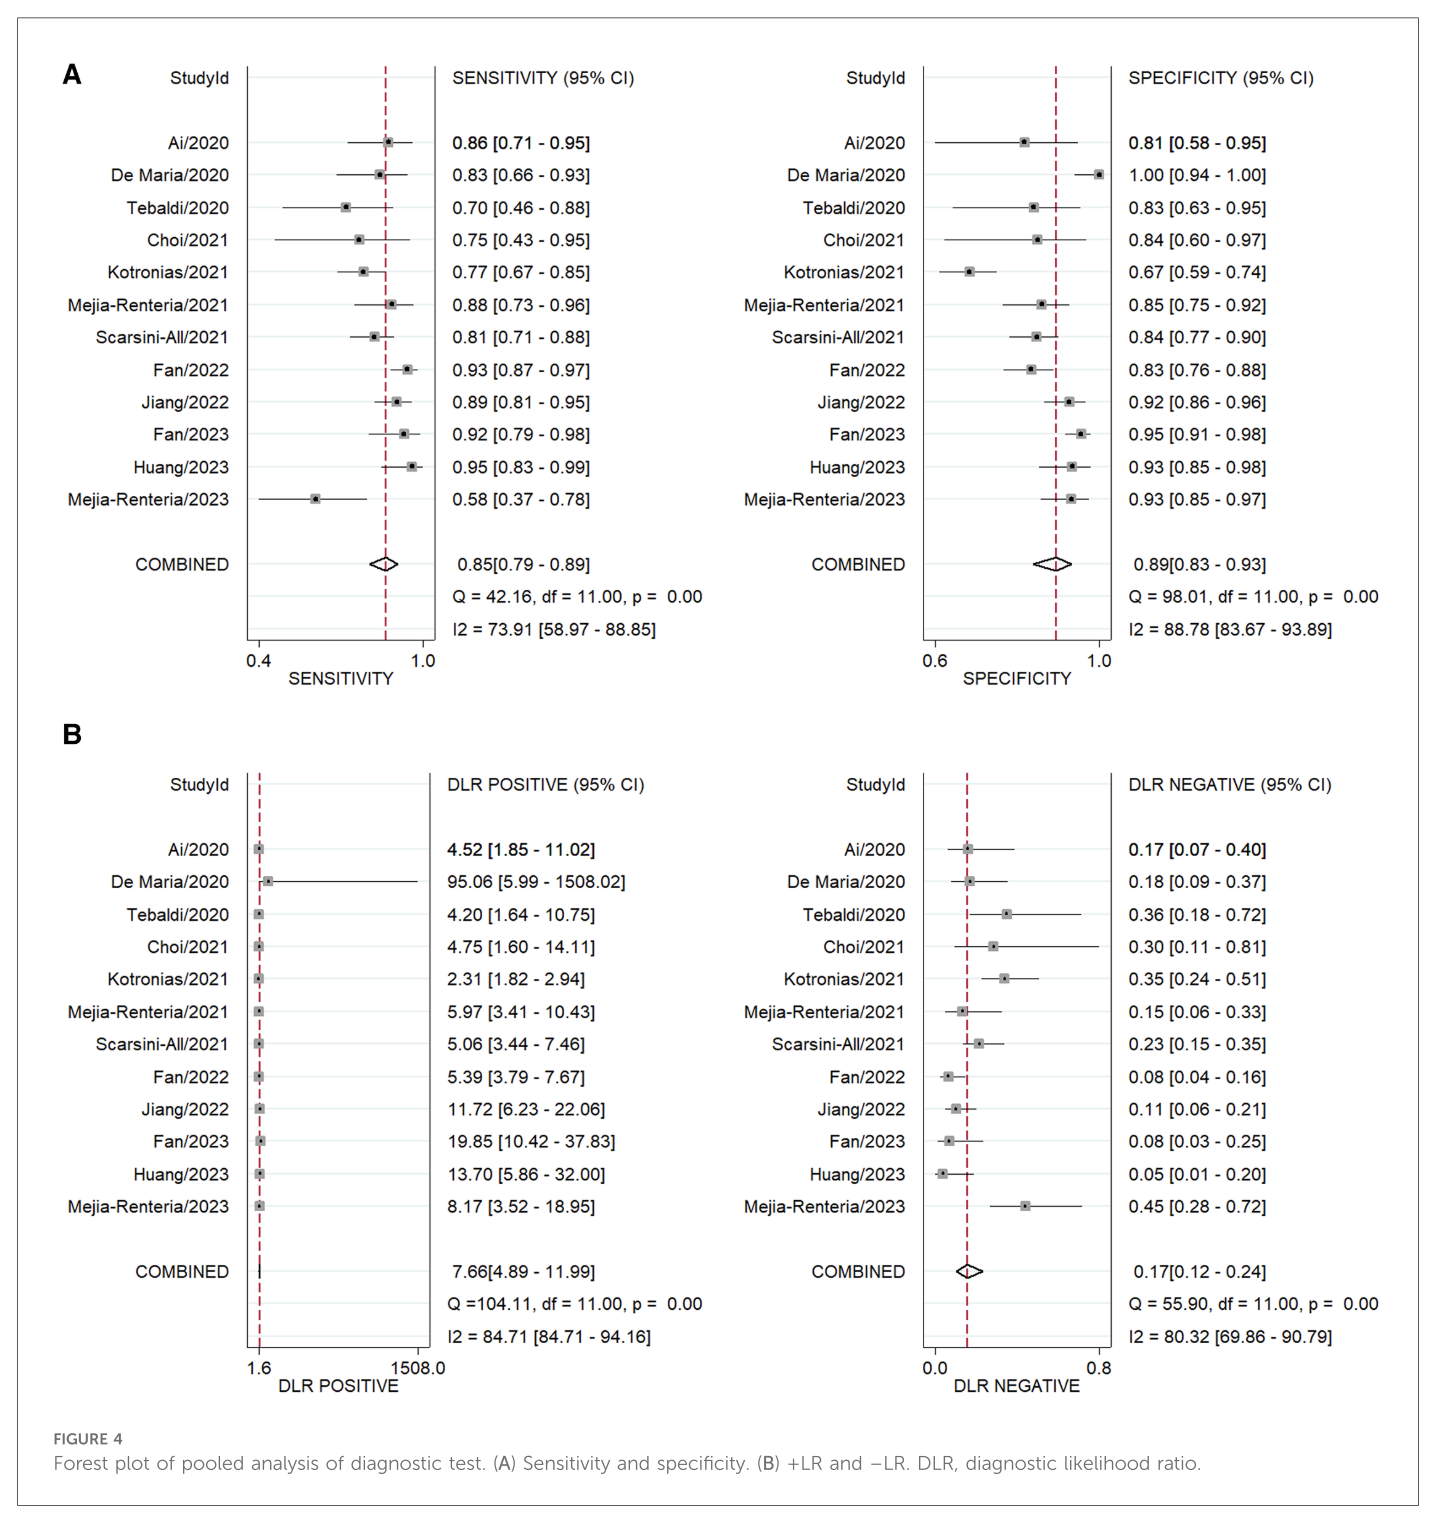 A
StudyId SENSITIVITY (95% CI)
Ai/2020 0.86 [0.71 - 0.95]
De Maria/2020 0.83 [0.66 - 0.93]
Tebaldi/2020 0.70 [0.46 - 0.88]
Choi/2021 0.75 [0.43 - 0.95]
Kotronias/2021 0.77 [0.67 - 0.85]
Mejia-Renteria/2021 0.88 [0.73 - 0.96]
Scarsini-All/2021 0.81 [0.71 - 0.88]
Fan/2022 0.93 [0.87 - 0.97]
Jiang/2022 0.89 [0.81 - 0.95]
Fan/2023 0.92 [0.79 - 0.98]
Huang/2023 0.95 [0.83 - 0.99]
Mejia-Renteria/2023 0.58 [0.37 - 0.78]
COMBINED 0.85[0.79 - 0.89]
Q = 42.16, df = 11.00, p = 0.00
I2 = 73.91 [58.97 - 88.85]
0.4 1.0
SENSITIVITY
StudyId SPECIFICITY (95% CI)
Ai/2020 0.81 [0.58 - 0.95]
De Maria/2020 1.00 [0.94 - 1.00]
Tebaldi/2020 0.83 [0.63 - 0.95]
Choi/2021 0.84 [0.60 - 0.97]
Kotronias/2021 0.67 [0.59 - 0.74]
Mejia-Renteria/2021 0.85 [0.75 - 0.92]
Scarsini-All/2021 0.84 [0.77 - 0.90]
Fan/2022 0.83 [0.76 - 0.88]
Jiang/2022 0.92 [0.86 - 0.96]
Fan/2023 0.95 [0.91 - 0.98]
Huang/2023 0.93 [0.85 - 0.98]
Mejia-Renteria/2023 0.93 [0.85 - 0.97]
COMBINED 0.89[0.83 - 0.93]
Q = 98.01, df = 11.00, p = 0.00
I2 = 88.78 [83.67 - 93.89]
0.6 1.0
SPECIFICITY
B
StudyId DLR POSITIVE (95% CI)
Ai/2020 4.52 [1.85 - 11.02]
De Maria/2020 95.06 [5.99 - 1508.02]
Tebaldi/2020 4.20 [1.64 - 10.75]
Choi/2021 4.75 [1.60 - 14.11]
Kotronias/2021 2.31 [1.82 - 2.94]
Mejia-Renteria/2021 5.97 [3.41 - 10.43]
Scarsini-All/2021 5.06 [3.44 - 7.46]
Fan/2022 5.39 [3.79 - 7.67]
Jiang/2022 11.72 [6.23 - 22.06]
Fan/2023 19.85 [10.42 - 37.83]
Huang/2023 13.70 [5.86 - 32.00]
Mejia-Renteria/2023 8.17 [3.52 - 18.95]
COMBINED 7.66[4.89 - 11.99]
Q =104.11, df = 11.00, p = 0.00
I2 = 84.71 [84.71 - 94.16]
1.6 1508.0
DLR POSITIVE
StudyId DLR NEGATIVE (95% CI)
Ai/2020 0.17 [0.07 - 0.40]
De Maria/2020 0.18 [0.09 - 0.37]
Tebaldi/2020 0.36 [0.18 - 0.72]
Choi/2021 0.30 [0.11 - 0.81]
Kotronias/2021 0.35 [0.24 - 0.51]
Mejia-Renteria/2021 0.15 [0.06 - 0.33]
Scarsini-All/2021 0.23 [0.15 - 0.35]
Fan/2022 0.08 [0.04 - 0.16]
Jiang/2022 0.11 [0.06 - 0.21]
Fan/2023 0.08 [0.03 - 0.25]
Huang/2023 0.05 [0.01 - 0.20]
Mejia-Renteria/2023 0.45 [0.28 - 0.72]
COMBINED 0.17[0.12 - 0.24]
Q = 55.90, df = 11.00, p = 0.00
I2 = 80.32 [69.86 - 90.79]
0.0 0.8
DLR NEGATIVE
FIGURE 4
Forest plot of pooled analysis of diagnostic test. (A) Sensitivity and specificity. (B) +LR and −LR. DLR, diagnostic likelihood ratio.